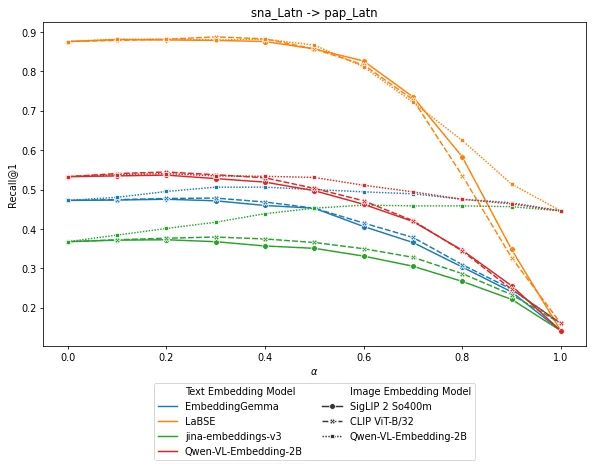 sna_Latn -> pap_Latn
Recall@1
0.9
0.8
0.7
0.6
0.5
0.4
0.3
0.2
0.0 0.2 0.4 0.6 0.8 1.0
α
Text Embedding Model Image Embedding Model
EmbeddingGemma SigLIP 2 So400m
LaBSE CLIP ViT-B/32
jina-embeddings-v3 Qwen-VL-Embedding-2B
Qwen-VL-Embedding-2B